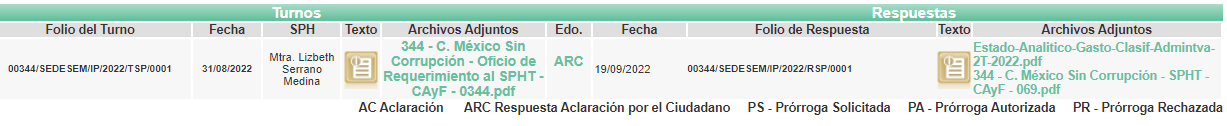 Turnos Respuestas
Folio del Turno Fecha SPH Texto Archivos Adjuntos Edo. Fecha Folio de Respuesta Texto Archivos Adjuntos
00344/SEDESEM/IP/2022/TSP/0001
31/08/2022
Mtra. Lizbeth
Serrano
Medina
344 - C. México Sin
Corrupción - Oficio de
Requerimiento al SPHT -
CAyF - 0344.pdf
ARC
19/09/2022
00344/SEDESEM/IP/2022/RSP/0001
Estado-Analitico-Gasto-Clasif-Admintva-
2T-2022.pdf
344 - C. México Sin Corrupción - SPHT -
CAyF - 069.pdf
AC Aclaración ARC Respuesta Aclaración por el Ciudadano PS - Prórroga Solicitada PA - Prórroga Autorizada PR - Prórroga Rechazada